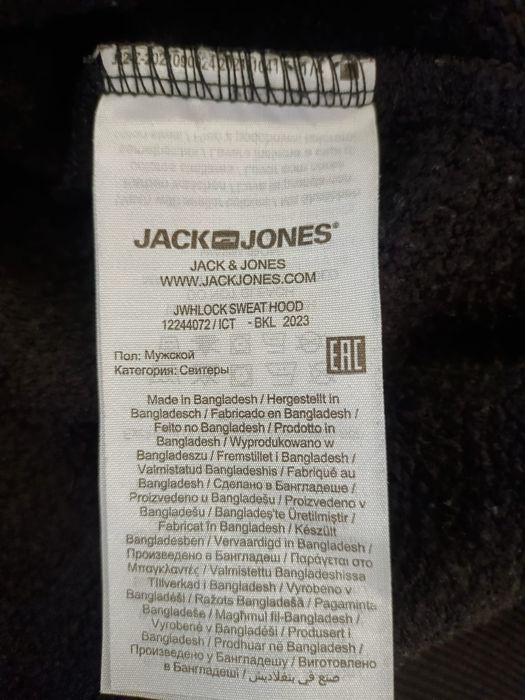 JACK JONES®
JACK & JONES
WWW.JACKJONES.COM
JWHLOCK SWEAT HOOD
12244072 / ICT - BKL 2023
EAC
Пол: Мужской
Категория: Свитеры
Made in Bangladesh / Hergestellt in
Bangladesch / Fabricado en Bangladesh /
Feito no Bangladesh / Prodotto in
Bangladesh / Wyprodukowano w
Bangladeszu / Fremstillet i Bangladesh /
Valmistatud Bangladeshis / Fabriqué au
Bangladesh / Сделано в Бангладеше /
Proizvedeno u Bangladešu / Proizvedeno v
Bangladešu / Bangladeş'te Üretilmiştir /
Fabricat în Bangladesh / Készült
Bangladesben / Vervaardigd in Bangladesh /
Произведено в Бангладеш / Παράγεται στο
Μπαγκλαντές / Valmistettu Bangladeshissa
Tillverkad i Bangladesh / Vyrobeno v
Bangladéši / Ražots Bangladešā / Pagaminta
Bangladeše / Magħmul fil-Bangladesh /
Vyrobené v Bangladéši / Produsert i
Bangladesh / Prodhuar në Bangladesh /
Произведено у Бангладешу / Виготовлено
в Бангладеші / صنع في بنغلاديش